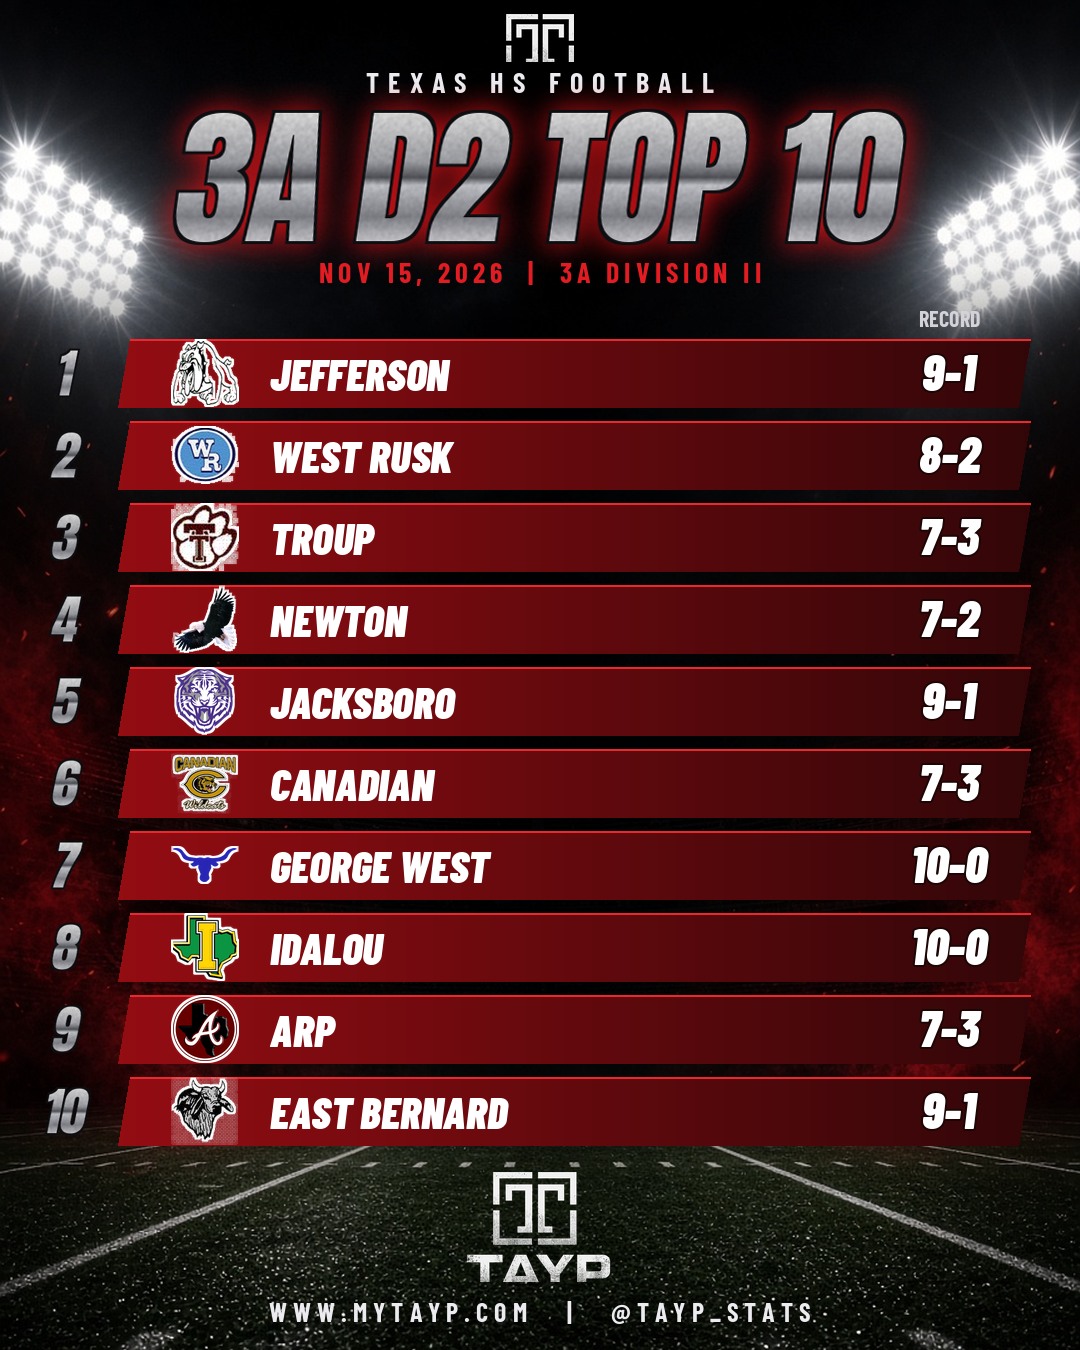 TEXAS HS FOOTBALL
3A D2 TOP 10
NOV 15, 2026 | 3A DIVISION II
RECORD
1 JEFFERSON 9-1
2 WR WEST RUSK 8-2
3 T TROUP 7-3
4 NEWTON 7-2
5 JACKSBORO 9-1
6 CANADIAN C Wildcats CANADIAN 7-3
7 GEORGE WEST 10-0
8 I IDALOU 10-0
9 A ARP 7-3
10 EAST BERNARD 9-1
TAYP
WWW.MYTAYP.COM | @TAYP_STATS